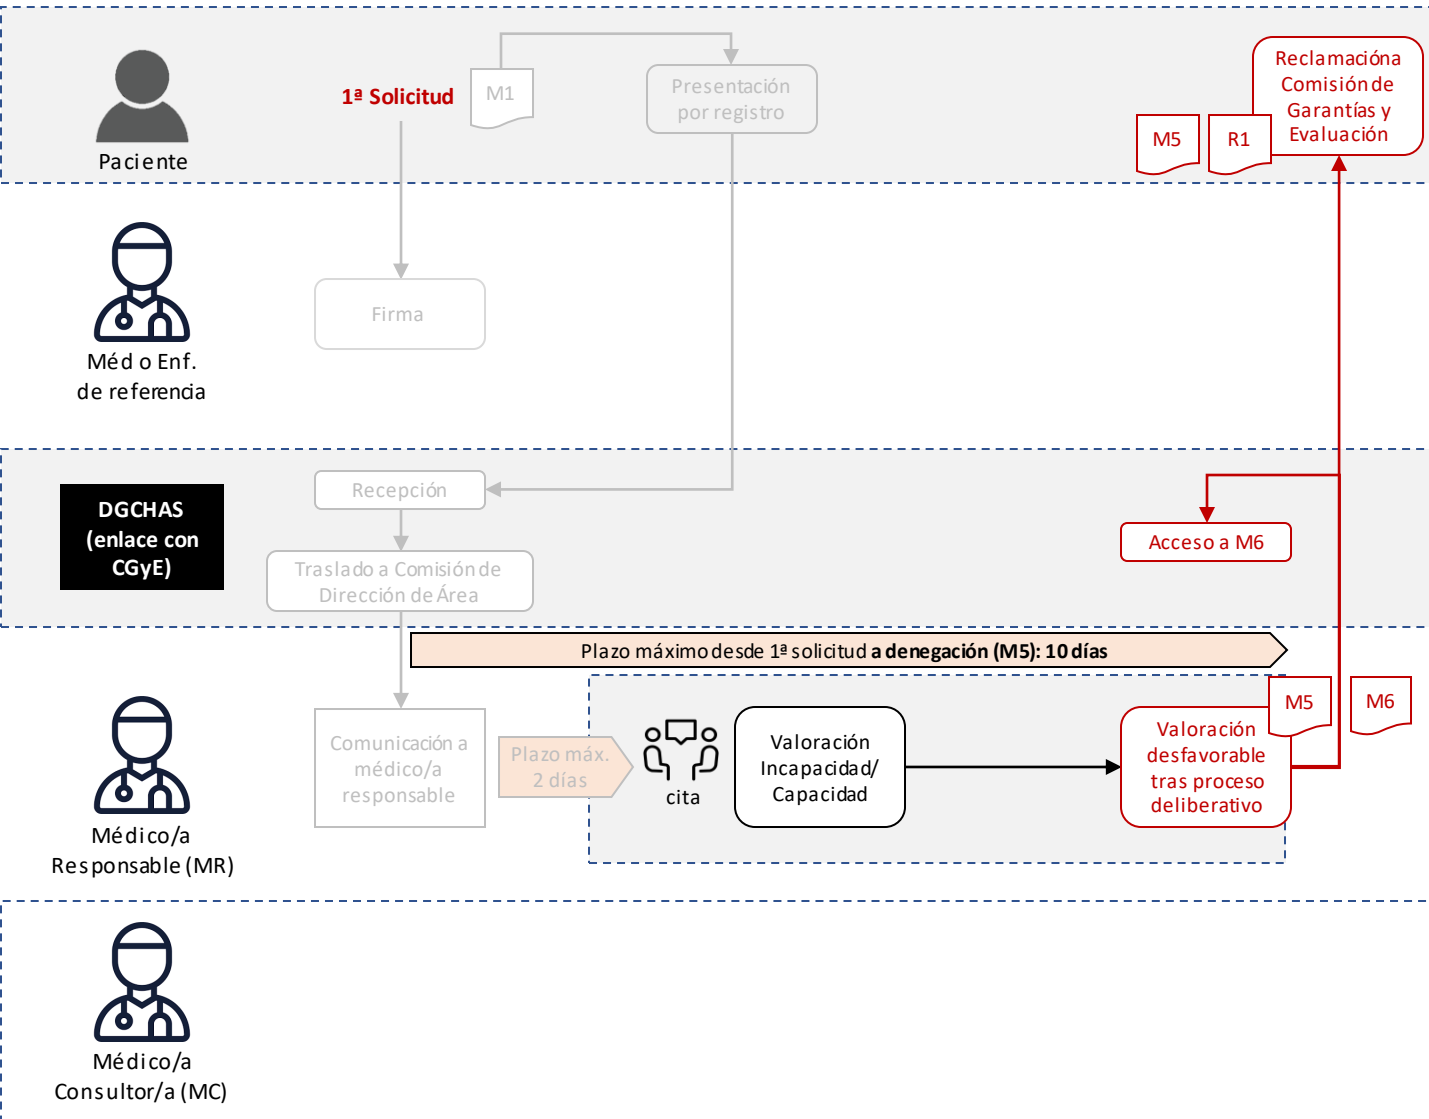 Paciente
1ª Solicitud
M1
Presentación
por registro
M5
R1
Reclamacióna
Comisión de
Garantías y
Evaluación
Méd o Enf.
de referencia
Firma
DGCHAS
(enlace con
CGyE)
Recepción
Traslado a Comisión de
Dirección de Área
Acceso a M6
Plazo máximo desde 1ª solicitud a denegación (M5): 10 días
Médico/a
Responsable (MR)
Comunicación a
médico/a
responsable
Plazo máx.
2 días
cita
Valoración
Incapacidad/
Capacidad
Valoración
desfavorable
tras proceso
deliberativo
M5
M6
Médico/a
Consultor/a (MC)